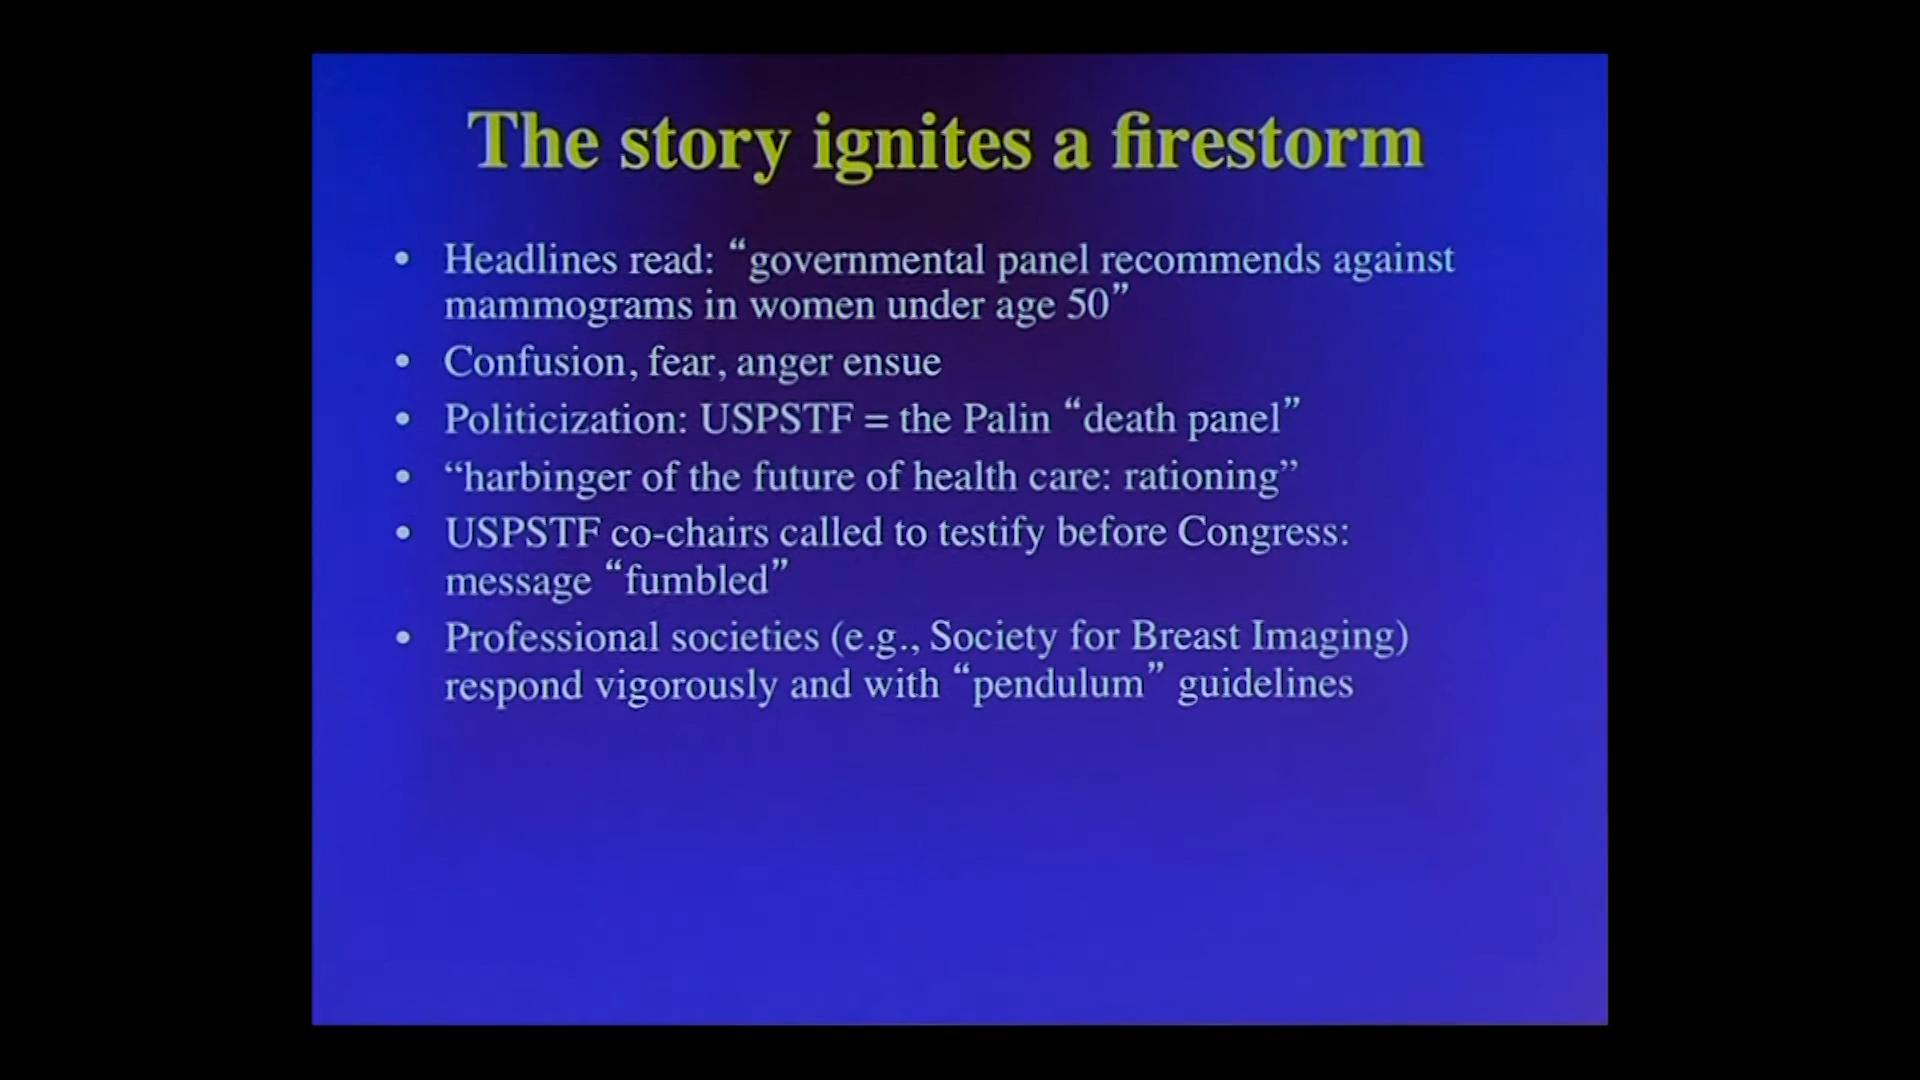 The story ignites a firestorm
• Headlines read: “governmental panel recommends against
mammograms in women under age 50”
• Confusion, fear, anger ensue
• Politicization: USPSTF = the Palin “death panel”
• “harbinger of the future of health care: rationing”
• USPSTF co-chairs called to testify before Congress:
message “fumbled”
• Professional societies (e.g., Society for Breast Imaging)
respond vigorously and with “pendulum” guidelines